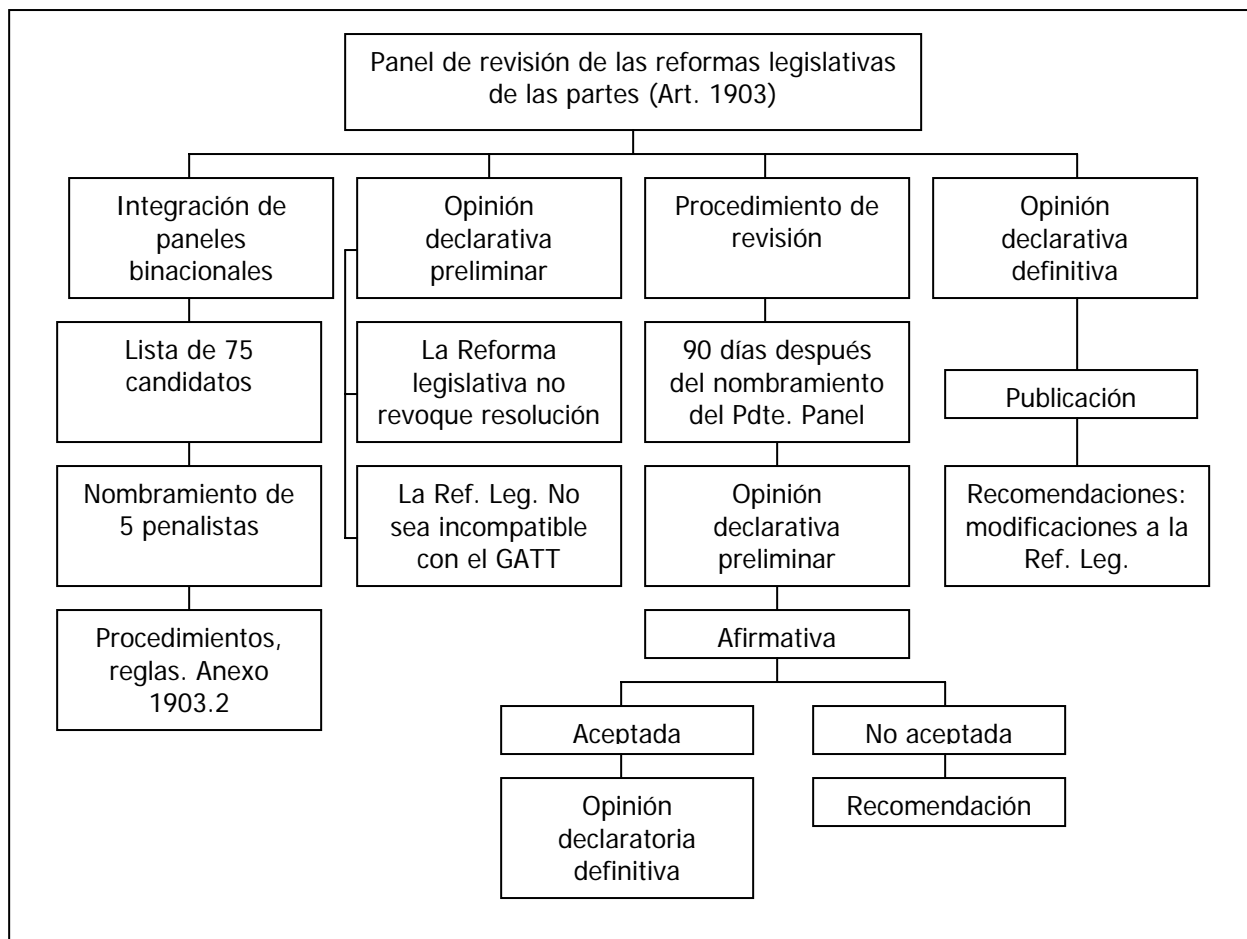 Panel de revisión de las reformas legislativas
de las partes (Art. 1903)
Integración de
paneles
binacionales
Opinión
declarativa
preliminar
Procedimiento de
revisión
Opinión
declarativa
definitiva
Lista de 75
candidatos
La Reforma
legislativa no
revoque resolución
90 días después
del nombramiento
del Pdte. Panel
Publicación
Nombramiento de
5 penalistas
La Ref. Leg. No
sea incompatible
con el GATT
Opinión
declarativa
preliminar
Recomendaciones:
modificaciones a la
Ref. Leg.
Procedimientos,
reglas. Anexo
1903.2
Afirmativa
Aceptada
No aceptada
Opinión
declaratoria
definitiva
Recomendación